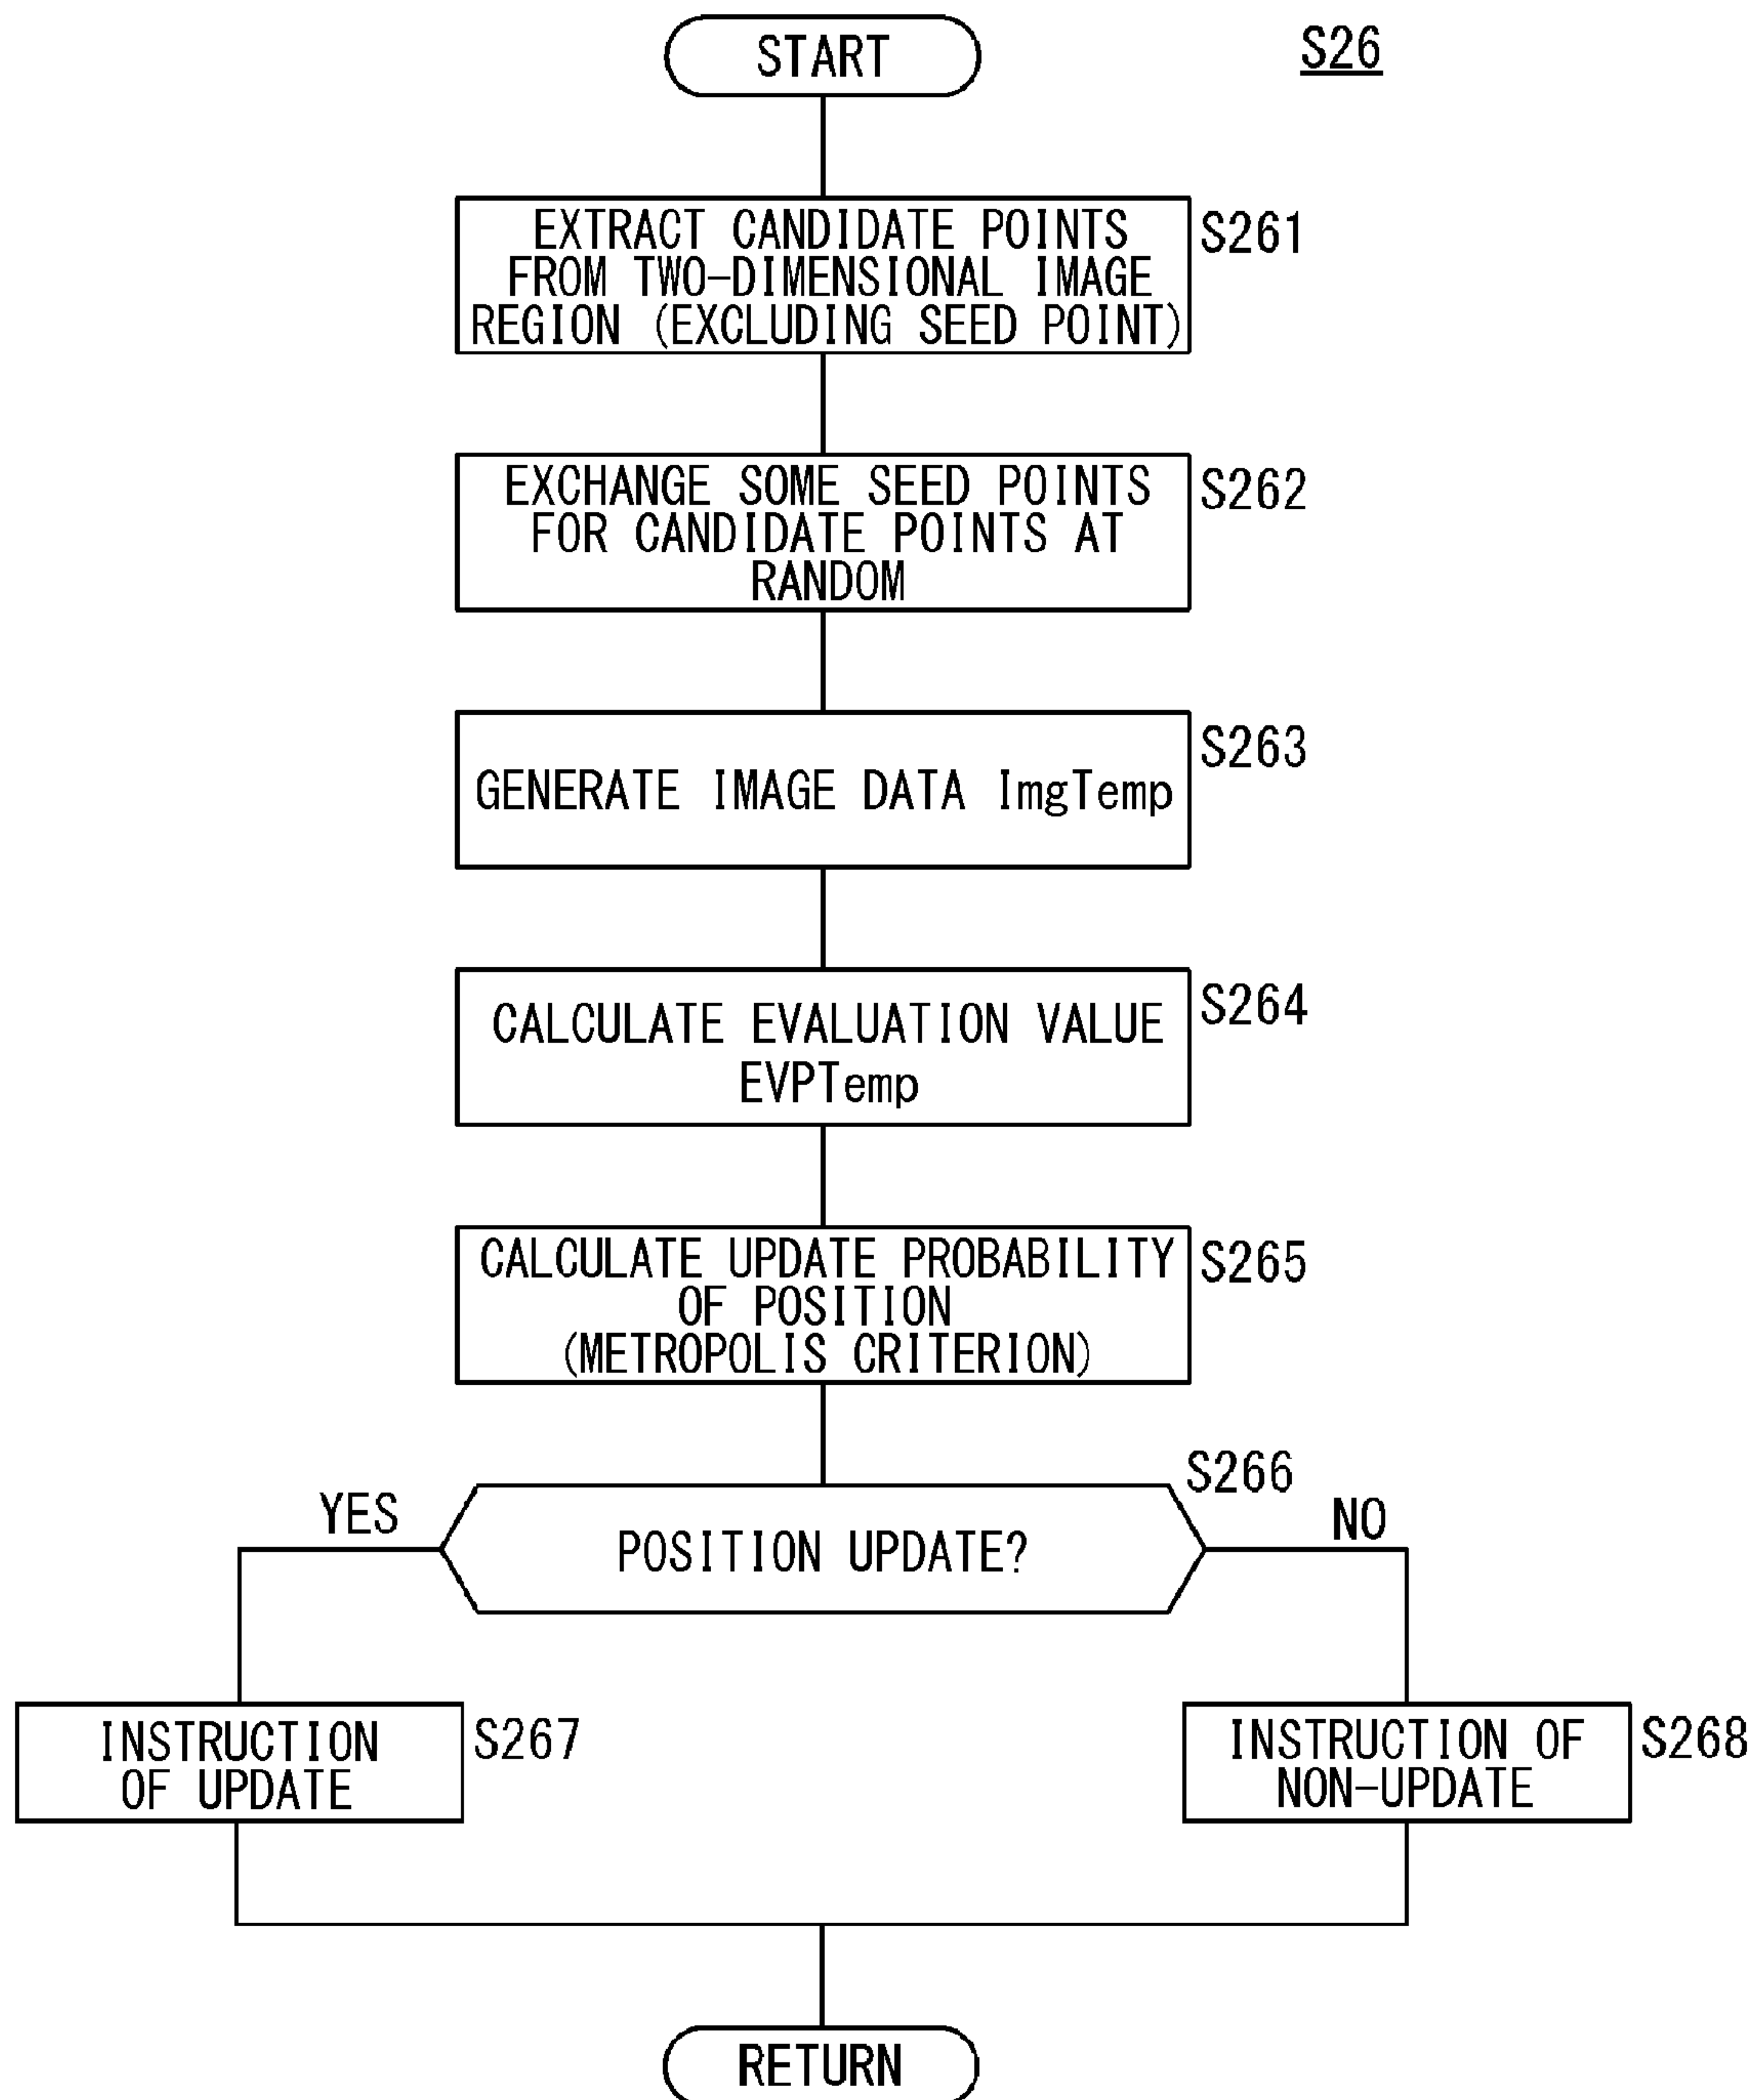 START
S26
EXTRACT CANDIDATE POINTS
FROM TWO-DIMENSIONAL IMAGE
REGION (EXCLUDING SEED POINT)
S261
EXCHANGE SOME SEED POINTS
FOR CANDIDATE POINTS AT
RANDOM
S262
GENERATE IMAGE DATA ImgTemp
S263
CALCULATE EVALUATION VALUE
EVPTemp
S264
CALCULATE UPDATE PROBABILITY
OF POSITION
(METROPOLIS CRITERION)
S265
POSITION UPDATE?
S266
YES
NO
INSTRUCTION
OF UPDATE
S267
INSTRUCTION OF
NON-UPDATE
S268
RETURN